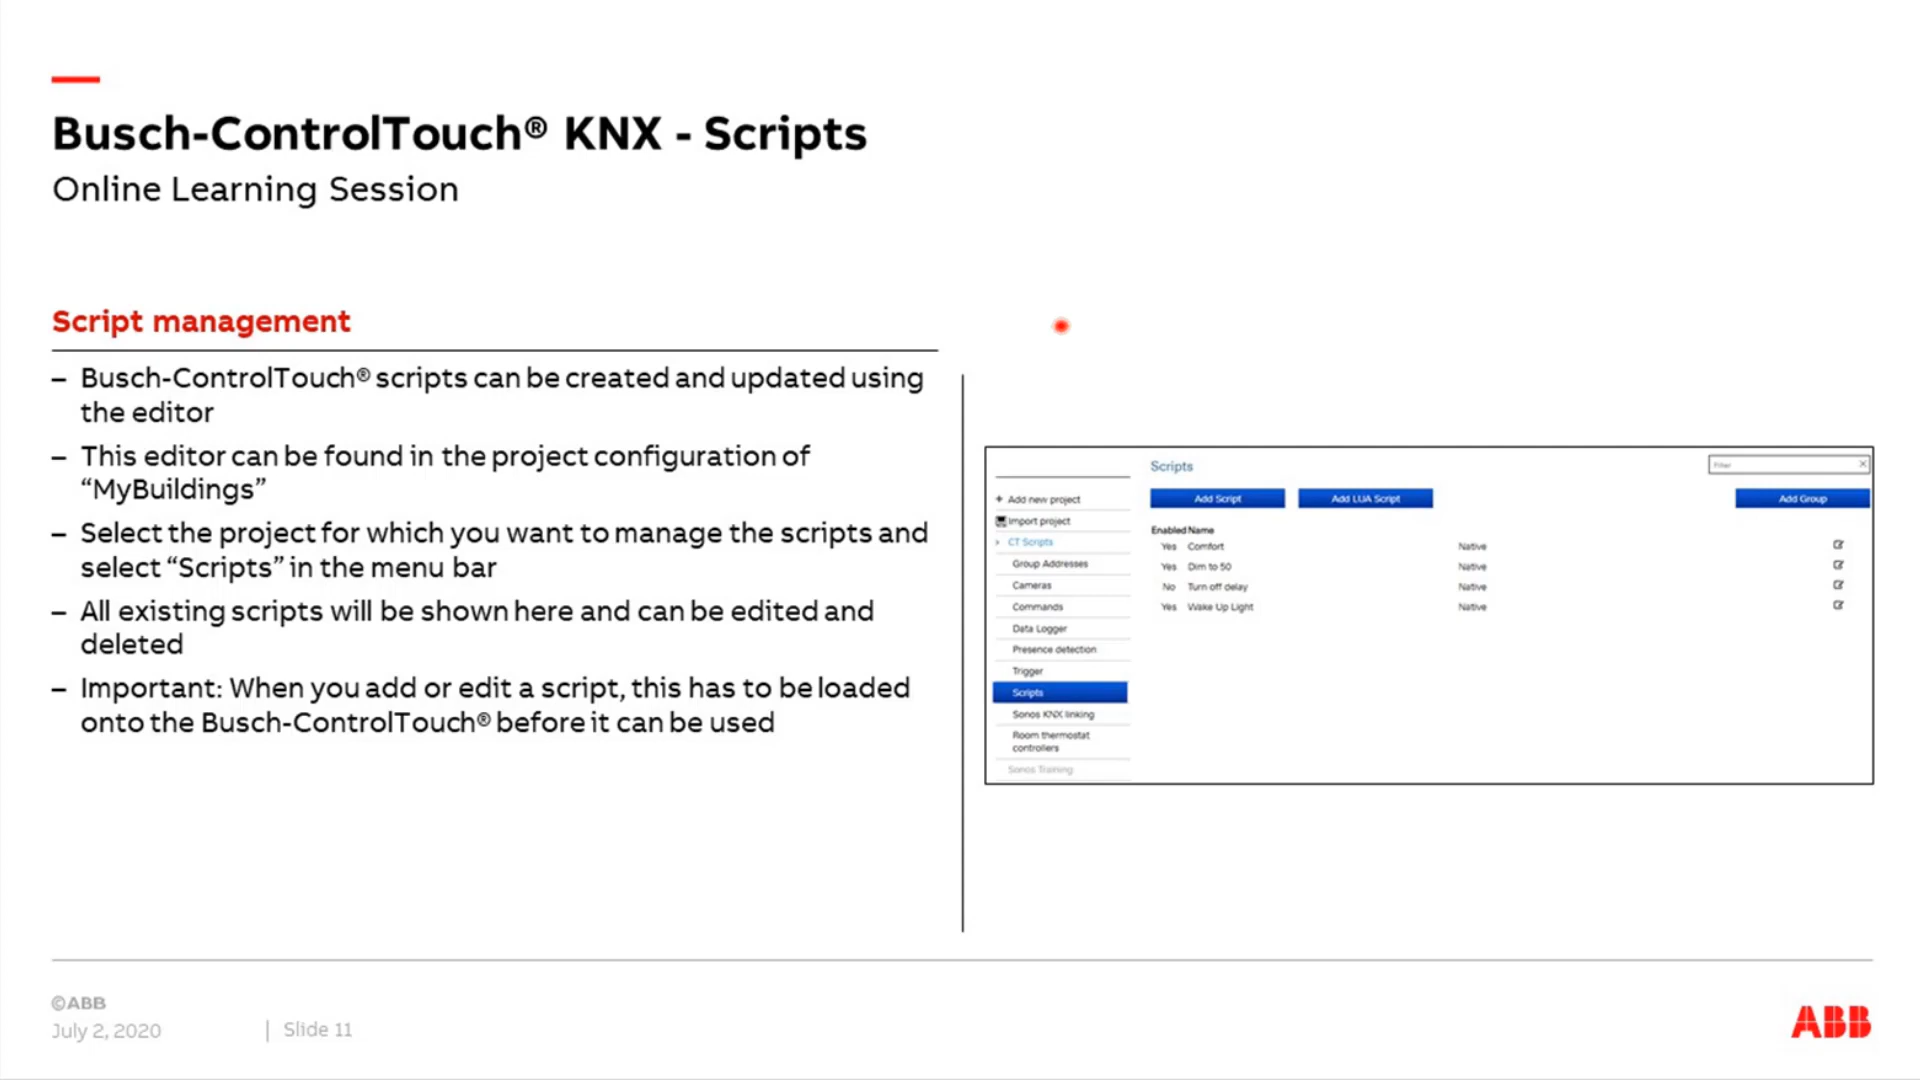 Busch-ControlTouch® KNX - Scripts
Online Learning Session
Script management
– Busch-ControlTouch® scripts can be created and updated using
the editor
– This editor can be found in the project configuration of
“MyBuildings”
– Select the project for which you want to manage the scripts and
select “Scripts” in the menu bar
– All existing scripts will be shown here and can be edited and
deleted
– Important: When you add or edit a script, this has to be loaded
onto the Busch-ControlTouch® before it can be used
+ Add new project
Import project
> CT Scripts
Group Addresses
Cameras
Commands
Data Logger
Presence detection
Trigger
Scripts
Sonos KNX linking
Room thermostat
controllers
Sonos Training
Scripts
Filter
Add Script Add LUA Script Add Group
Enabled Name
Yes Comfort Native
Yes Dim to 50 Native
No Turn off delay Native
Yes Wake Up Light Native
©ABB
July 2, 2020 | Slide 11
ABB